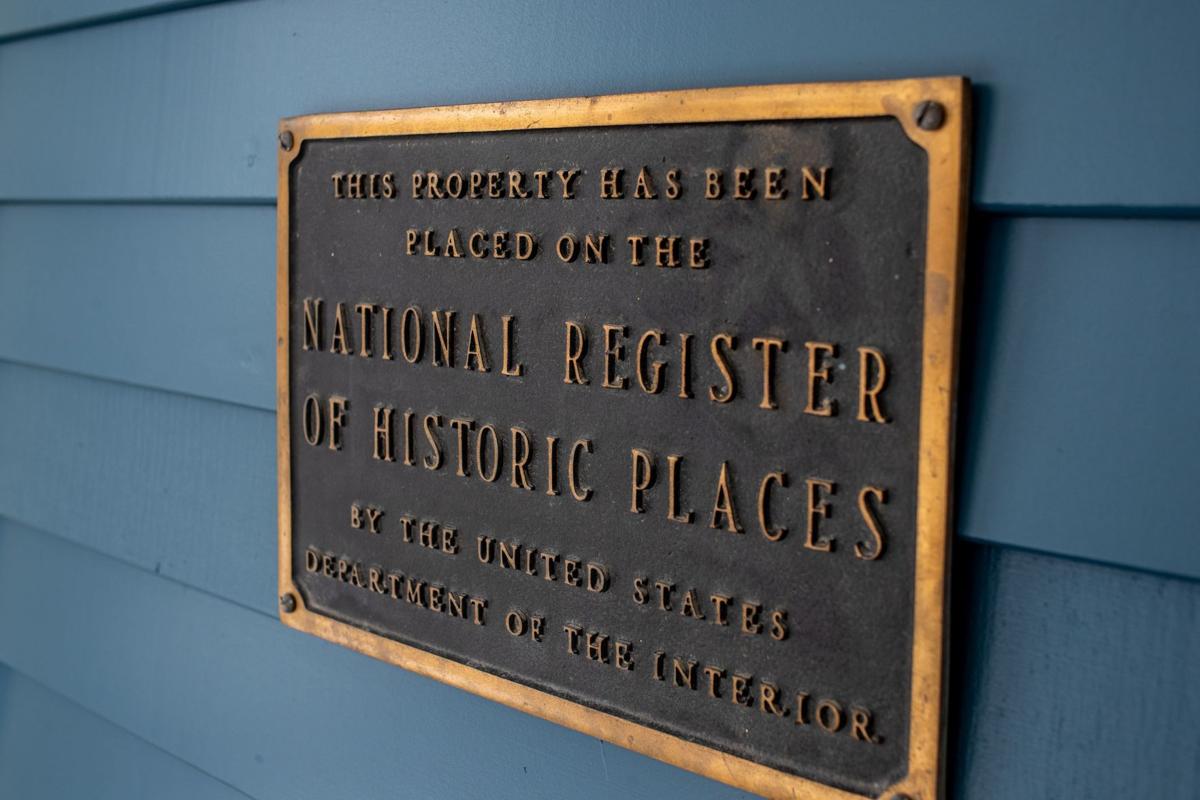 THIS PROPERTY HAS BEEN
PLACED ON THE
NATIONAL REGISTER
OF HISTORIC PLACES
BY THE UNITED STATES
DEPARTMENT OF THE INTERIOR.